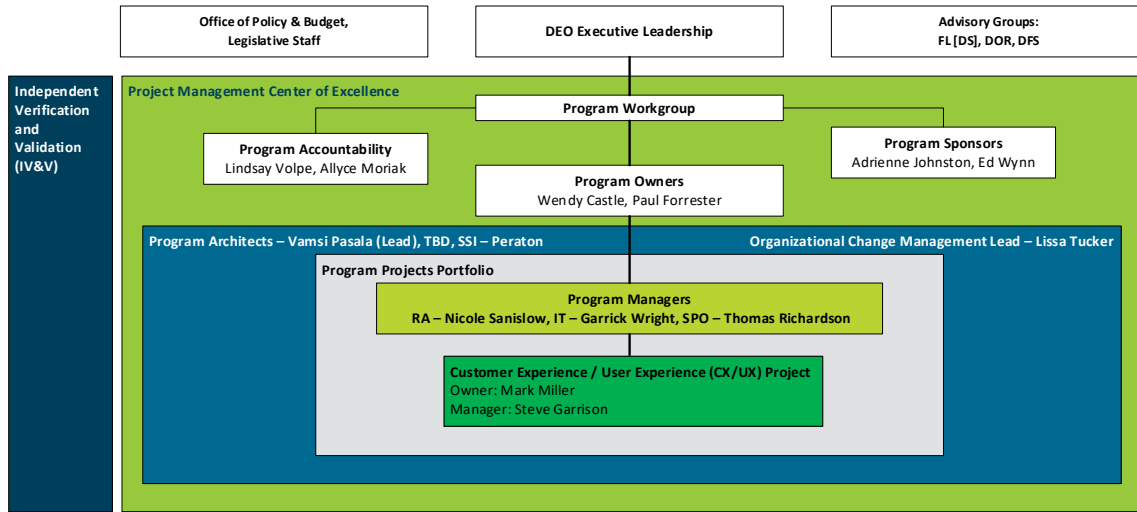 Office of Policy & Budget,
Legislative Staff
DEO Executive Leadership
Advisory Groups:
FL [DS], DOR, DFS
Independent
Verification
and
Validation
(IV&V)
Project Management Center of Excellence
Program Workgroup
Program Accountability
Lindsay Volpe, Allyce Moriak
Program Sponsors
Adrienne Johnston, Ed Wynn
Program Owners
Wendy Castle, Paul Forrester
Program Architects – Vamsi Pasala (Lead), TBD, SSI – Peraton
Organizational Change Management Lead – Lissa Tucker
Program Projects Portfolio
Program Managers
RA – Nicole Sanislow, IT – Garrick Wright, SPO – Thomas Richardson
Customer Experience / User Experience (CX/UX) Project
Owner: Mark Miller
Manager: Steve Garrison